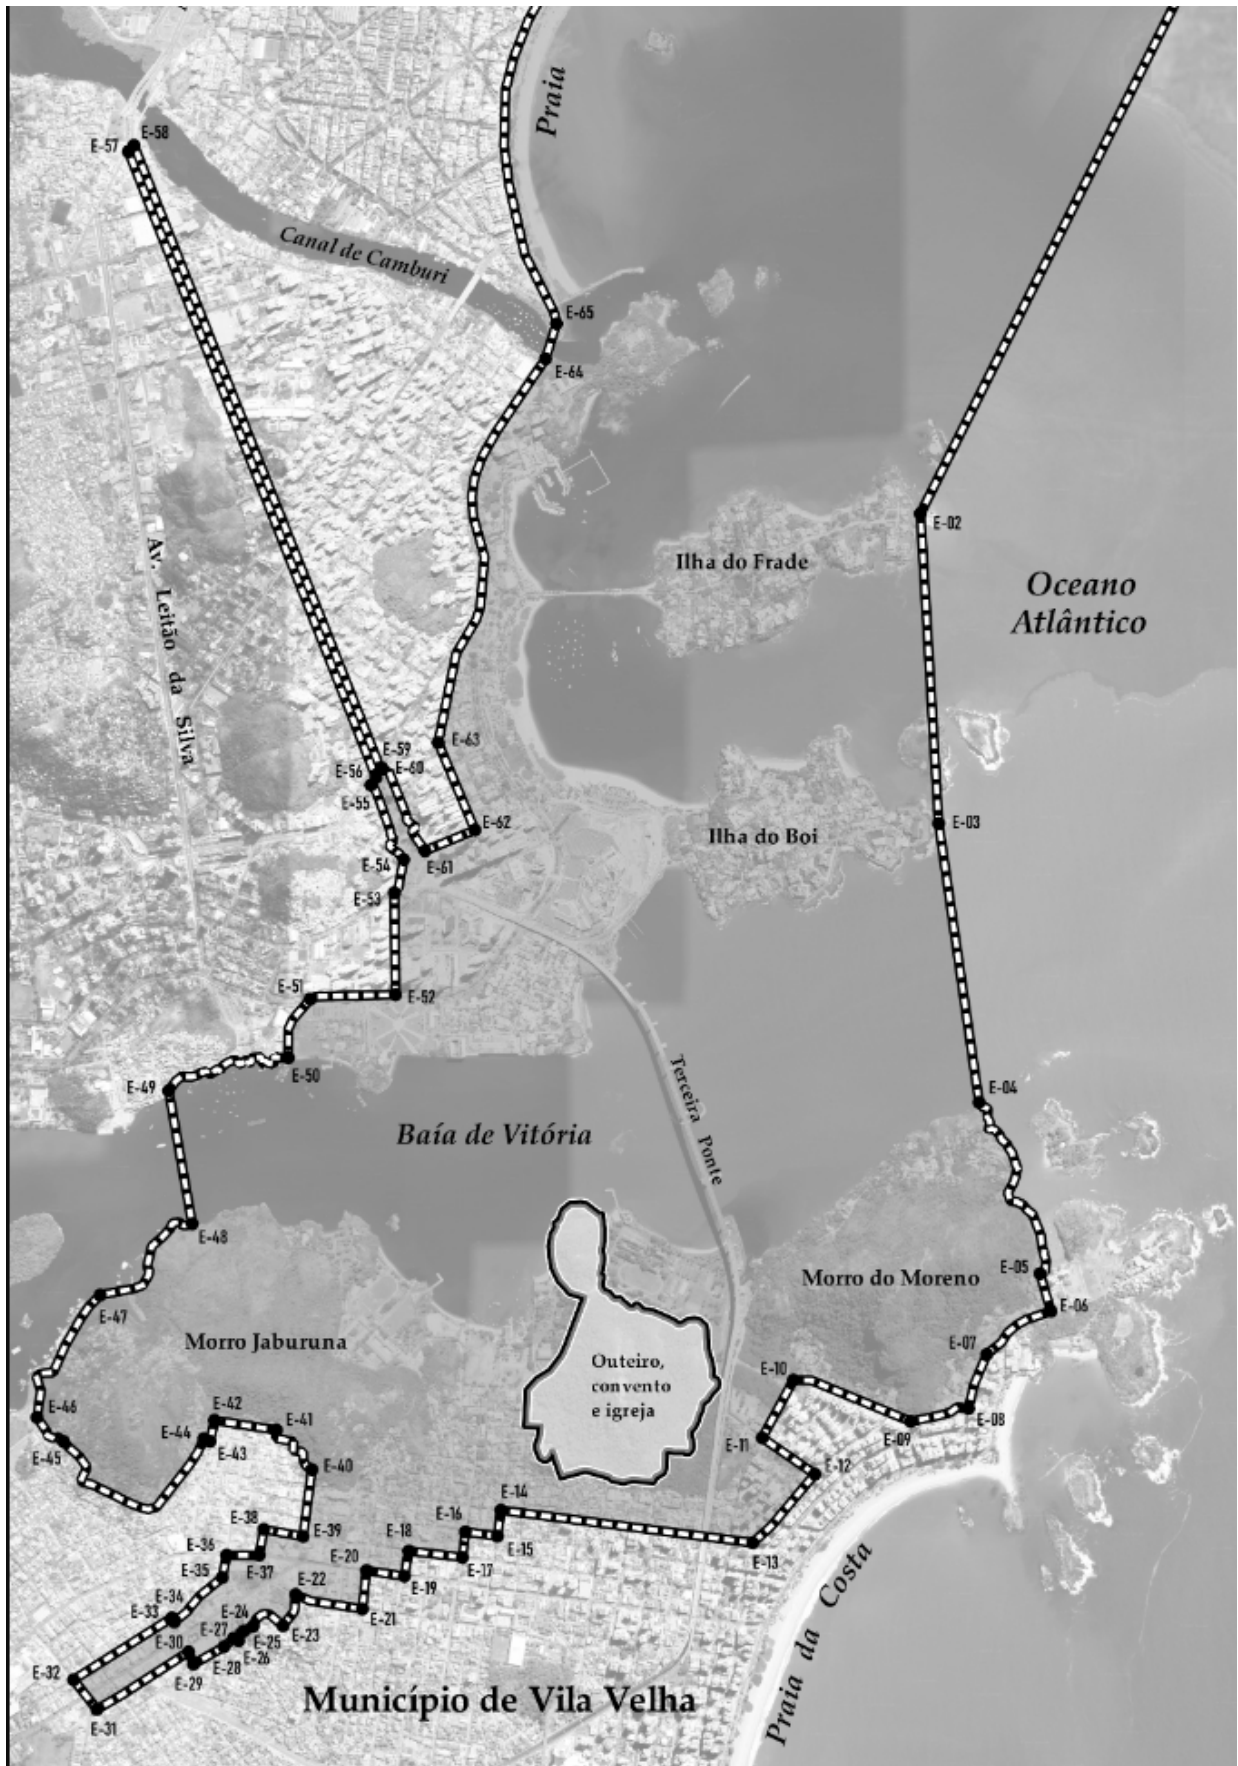 Praia
E-58
E-57
Canal de Camburi
E-65
E-64
E-02
Ilha do Frade
Oceano
Atlântico
Av. Leitão da Silva
E-63
E-59
E-60
E-56
E-55
E-62
E-03
Ilha do Boi
E-61
E-54
E-53
E-51
E-52
E-50
E-49
E-04
Terceira Ponte
Baía de Vitória
E-48
E-05
Morro do Moreno
E-47
E-06
Morro Jaburuna
E-07
Outeiro,
convento
e igreja
E-10
E-46
E-42
E-41
E-08
E-09
E-44
E-43
E-45
E-11
E-40
E-12
E-14
E-16
E-38
E-39
E-15
E-18
E-13
E-36
E-37
E-17
E-20
E-35
E-19
E-22
E-34
E-33
E-21
E-24
E-27
E-23
E-25
E-30
E-26
E-28
E-29
E-32
E-31
Município de Vila Velha
Praia da Costa